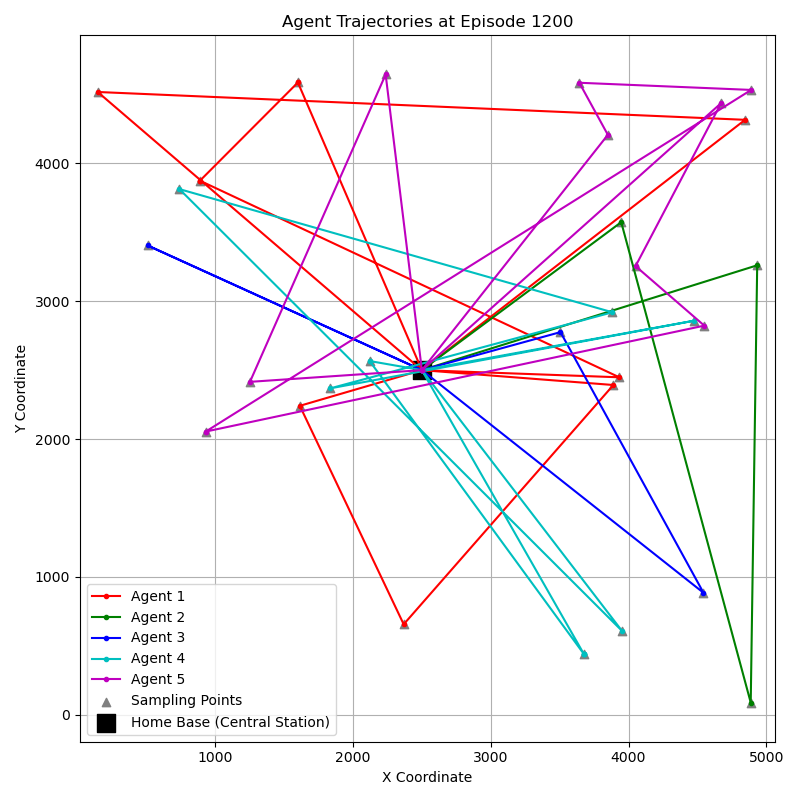 Agent Trajectories at Episode 1200
Y Coordinate
4000
3000
2000
1000
0
Agent 1
Agent 2
Agent 3
Agent 4
Agent 5
Sampling Points
Home Base (Central Station)
1000 2000 3000 4000 5000
X Coordinate